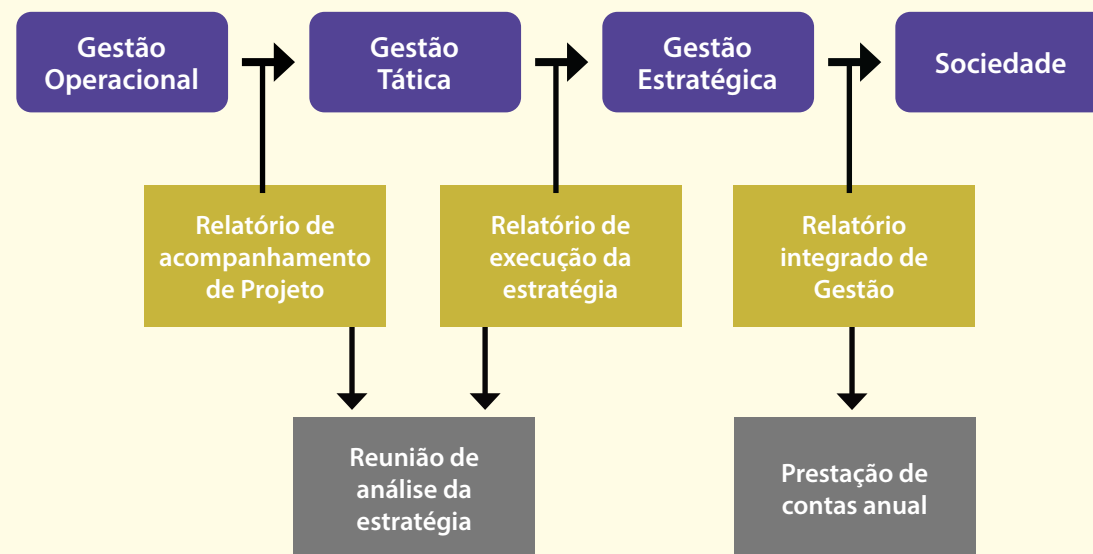 Gestão
Operacional
Gestão
Tática
Gestão
Estratégica
Sociedade
Relatório de
acompanhamento
de Projeto
Relatório de
execução da
estratégia
Relatório
integrado de
Gestão
Reunião de
análise da
estratégia
Prestação de
contas anual